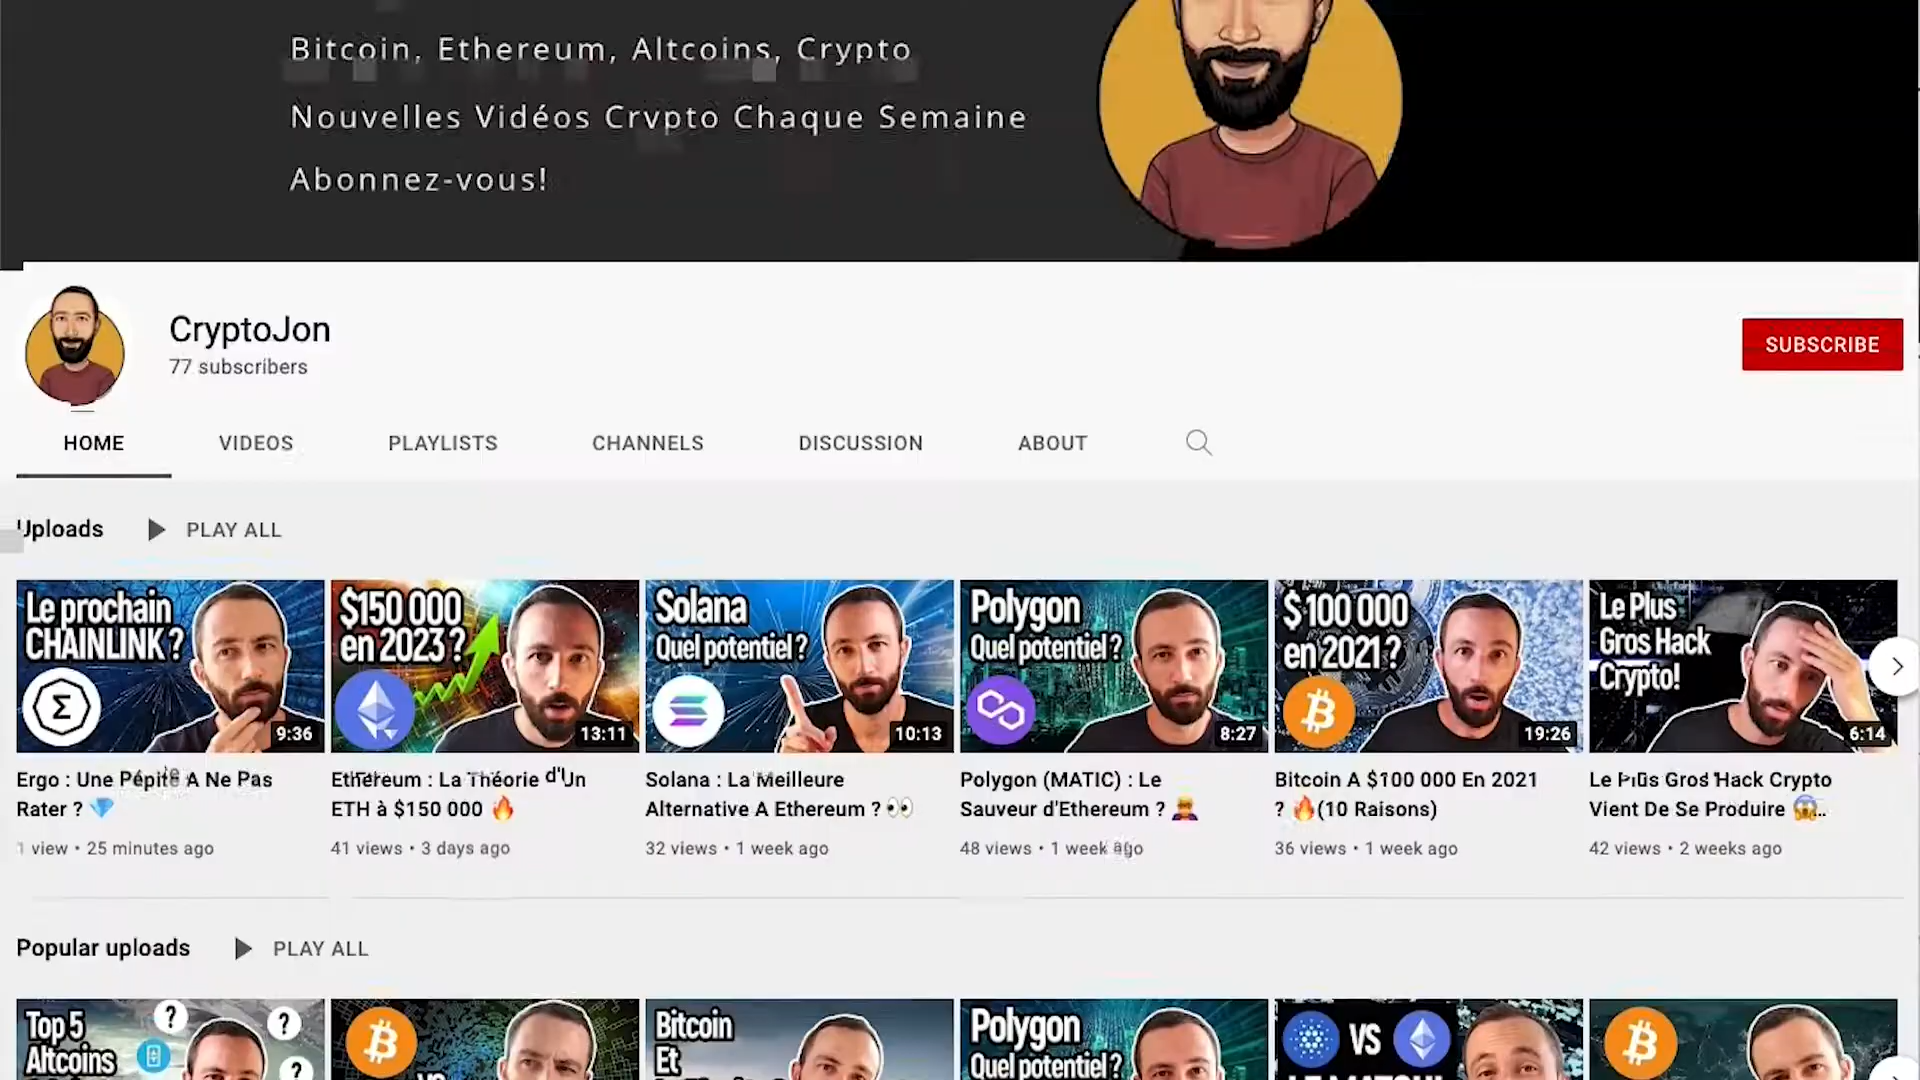 Bitcoin, Ethereum, Altcoins, Crypto
Nouvelles Vidéos Crypto Chaque Semaine
Abonnez-vous!
CryptoJon
77 subscribers
SUBSCRIBE
HOME VIDEOS PLAYLISTS CHANNELS DISCUSSION ABOUT
Uploads PLAY ALL
Le prochain
CHAINLINK ?
Σ
9:36
$150 000
en 2023 ?
13:11
Solana
Quel potentiel ?
10:13
Polygon
Quel potentiel ?
8:27
$100 000
en 2021 ?
19:26
Le Plus
Gros Hack
Crypto!
6:14
Ergo : Une Pépite A Ne Pas
Rater ? 💎
1 view • 25 minutes ago
Ethereum : La Théorie d'Un
ETH à $150 000 🔥
41 views • 3 days ago
Solana : La Meilleure
Alternative A Ethereum ? 👀
32 views • 1 week ago
Polygon (MATIC) : Le
Sauveur d'Ethereum ?
48 views • 1 week ago
Bitcoin A $100 000 En 2021
? 🔥(10 Raisons)
36 views • 1 week ago
Le Plus Gros Hack Crypto
Vient De Se Produire 😱...
42 views • 2 weeks ago
Popular uploads PLAY ALL
Top 5
Altcoins
? ? ?
Bitcoin
Et
Polygon
Quel potentiel ?
VS